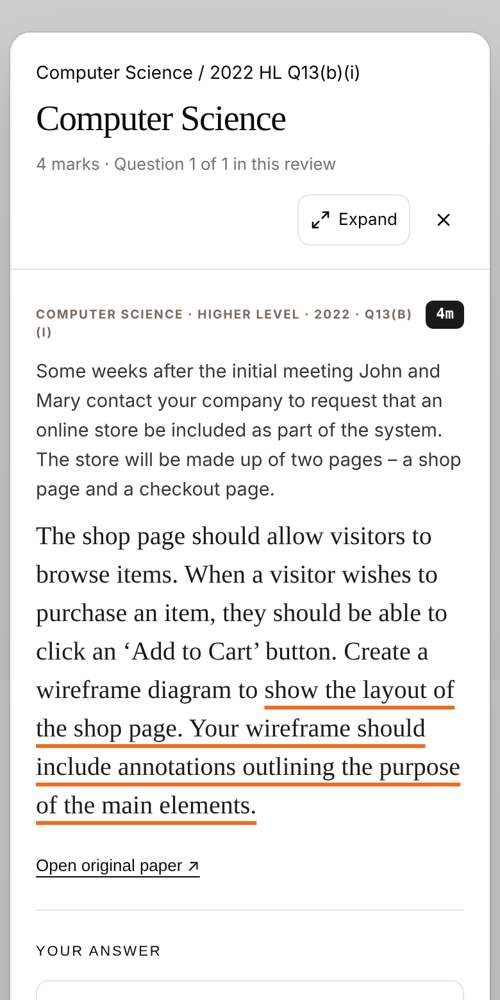 Computer Science / 2022 HL Q13(b)(i)
Computer Science
4 marks · Question 1 of 1 in this review
Expand
COMPUTER SCIENCE · HIGHER LEVEL · 2022 · Q13(B)
(I)
4m
Some weeks after the initial meeting John and
Mary contact your company to request that an
online store be included as part of the system.
The store will be made up of two pages – a shop
page and a checkout page.
The shop page should allow visitors to
browse items. When a visitor wishes to
purchase an item, they should be able to
click an ‘Add to Cart’ button. Create a
wireframe diagram to show the layout of
the shop page. Your wireframe should
include annotations outlining the purpose
of the main elements.
Open original paper ↗
YOUR ANSWER